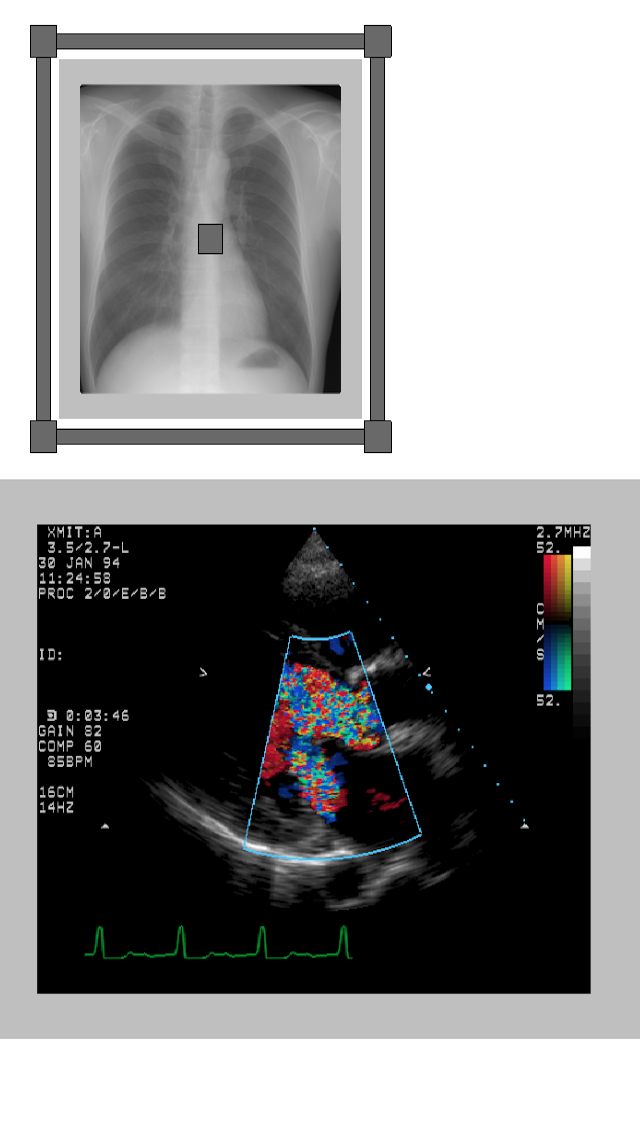 XMIT:A
3.5/2.7-L
30 JAN 94
11:24:58
PROC 2/0/E/B/B
ID:
0:03:46
GAIN 82
COMP 60
85BPM
16CM
14HZ
2.7MHZ
52.
CM/S
52.